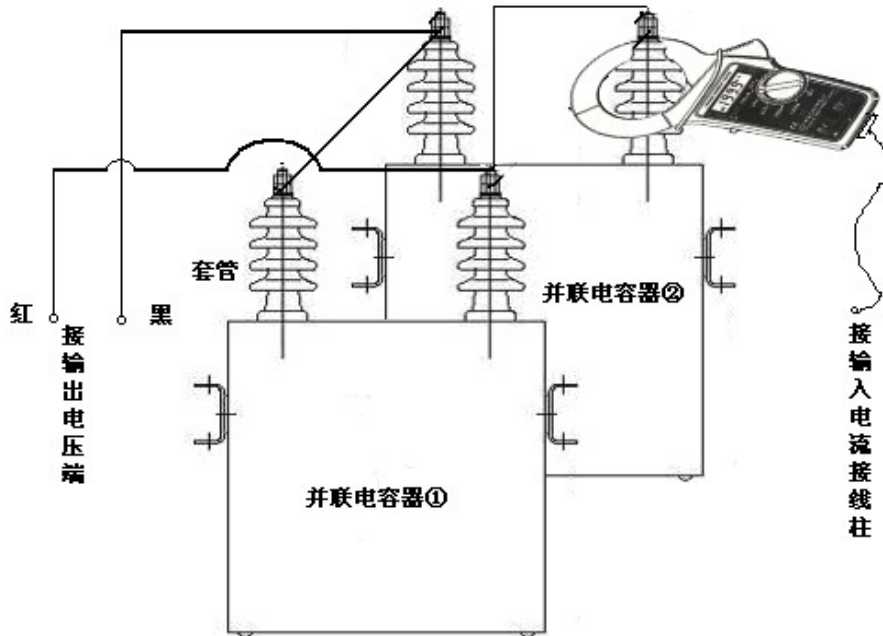 套管
并联电容器②
红
黑
接输出电压端
接输入电流接线柱
并联电容器①